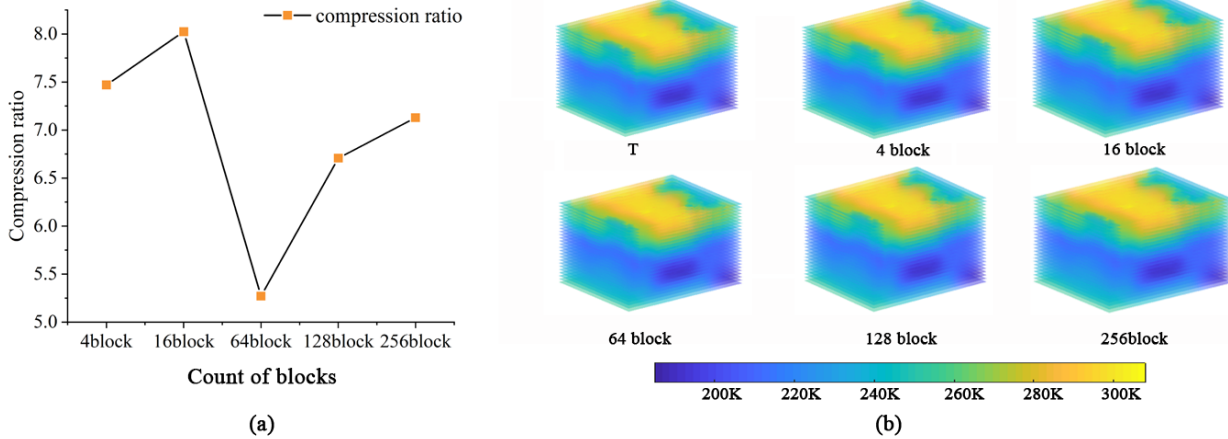 compression ratio
8.0
7.5
7.0
6.5
6.0
5.5
5.0
Compression ratio
4block 16block 64block 128block 256block
Count of blocks
(a)
T 4 block 16 block
64 block 128 block 256block
200K 220K 240K 260K 280K 300K
(b)